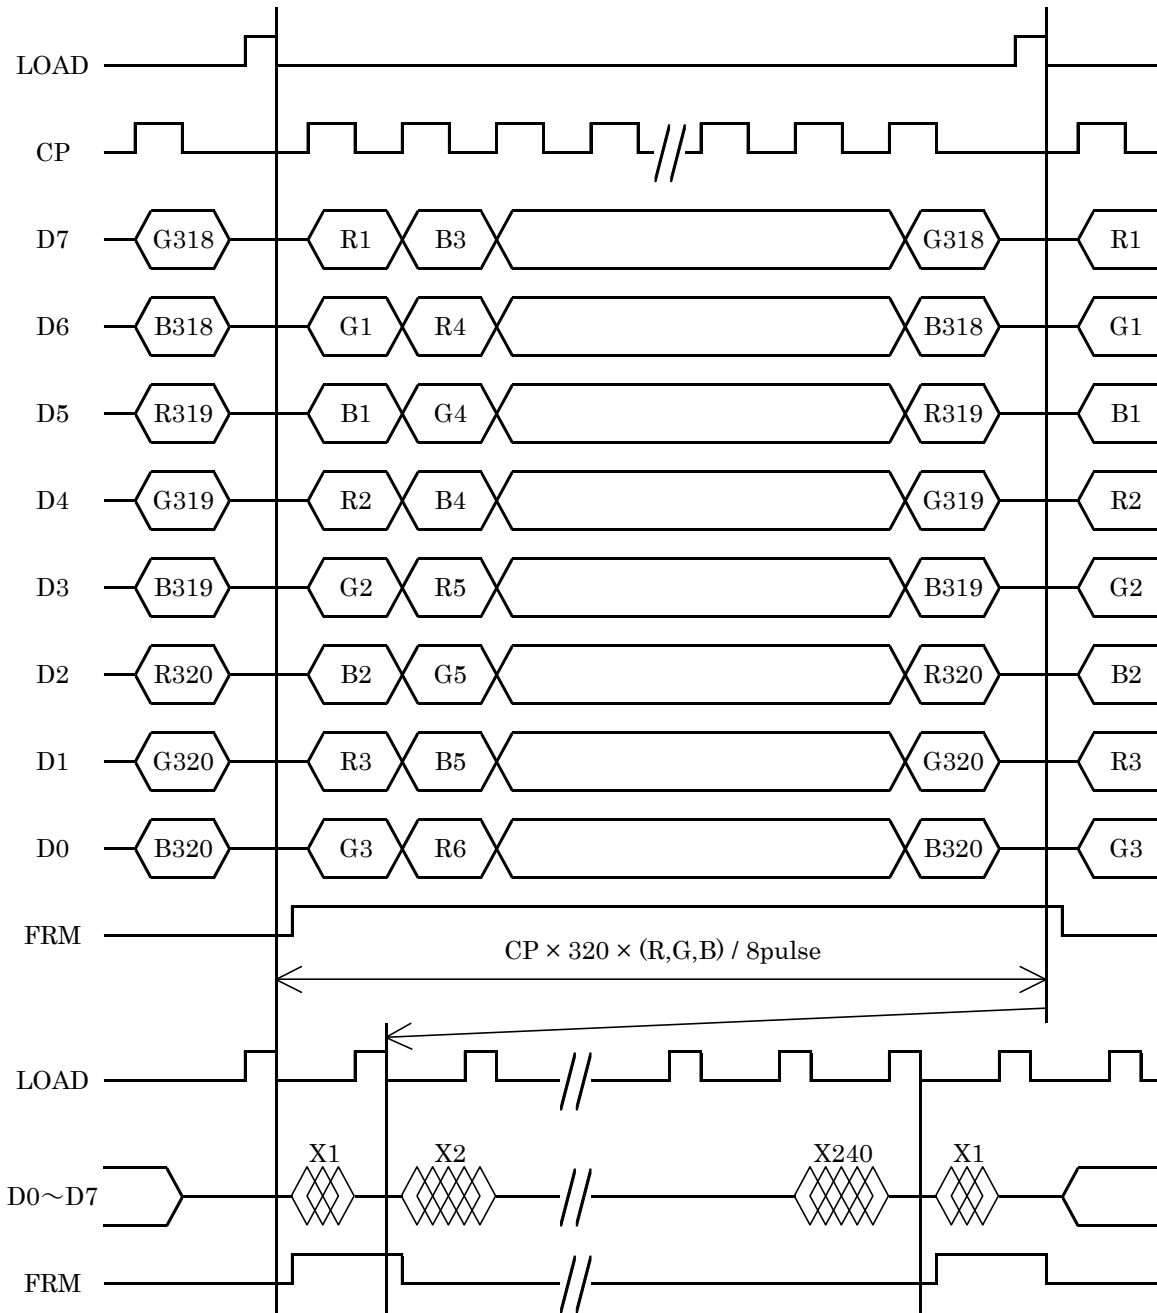 LOAD
CP
D7 G318 R1 B3 G318 R1
D6 B318 G1 R4 B318 G1
D5 R319 B1 G4 R319 B1
D4 G319 R2 B4 G319 R2
D3 B319 G2 R5 B319 G2
D2 R320 B2 G5 R320 B2
D1 G320 R3 B5 G320 R3
D0 B320 G3 R6 B320 G3
FRM
CP × 320 × (R,G,B) / 8pulse
LOAD
X1 X2 X240 X1
D0～D7
FRM